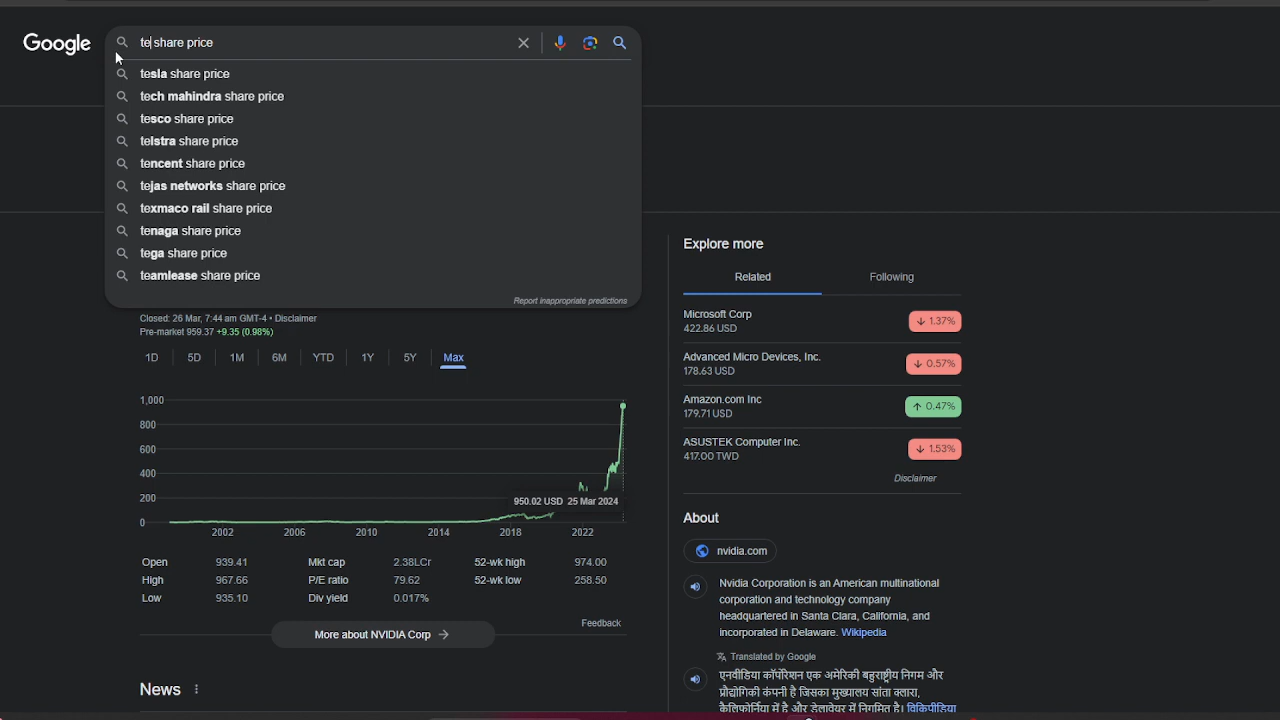 Google
te share price
tesla share price
tech mahindra share price
tesco share price
telstra share price
tencent share price
tejas networks share price
texmaco rail share price
tenaga share price
tega share price
teamlease share price
Report inappropriate predictions
Closed: 26 Mar, 7:44 am GMT-4 • Disclaimer
Pre-market 959.37 +9.35 (0.98%)
1D 5D 1M 6M YTD 1Y 5Y Max
1,000
800
600
400
200
0
950.02 USD 25 Mar 2024
2002 2006 2010 2014 2018 2022
Open 939.41 Mkt cap 2.38LCr 52-wk high 974.00
High 967.66 P/E ratio 79.62 52-wk low 258.50
Low 935.10 Div yield 0.017%
Feedback
More about NVIDIA Corp →
News
Explore more
Related Following
Microsoft Corp
422.86 USD ↓ 1.37%
Advanced Micro Devices, Inc.
178.63 USD ↓ 0.57%
Amazon.com Inc
179.71 USD ↑ 0.47%
ASUSTEK Computer Inc.
417.00 TWD ↓ 1.53%
Disclaimer
About
nvidia.com
Nvidia Corporation is an American multinational
corporation and technology company
headquartered in Santa Clara, California, and
incorporated in Delaware. Wikipedia
Translated by Google
एनवीडिया कॉर्पोरेशन एक अमेरिकी बहुराष्ट्रीय निगम और
प्रौद्योगिकी कंपनी है जिसका मुख्यालय सांता क्लारा,
कैलिफोर्निया में है और डेलावेयर में निगमित है। विकिपीडिया